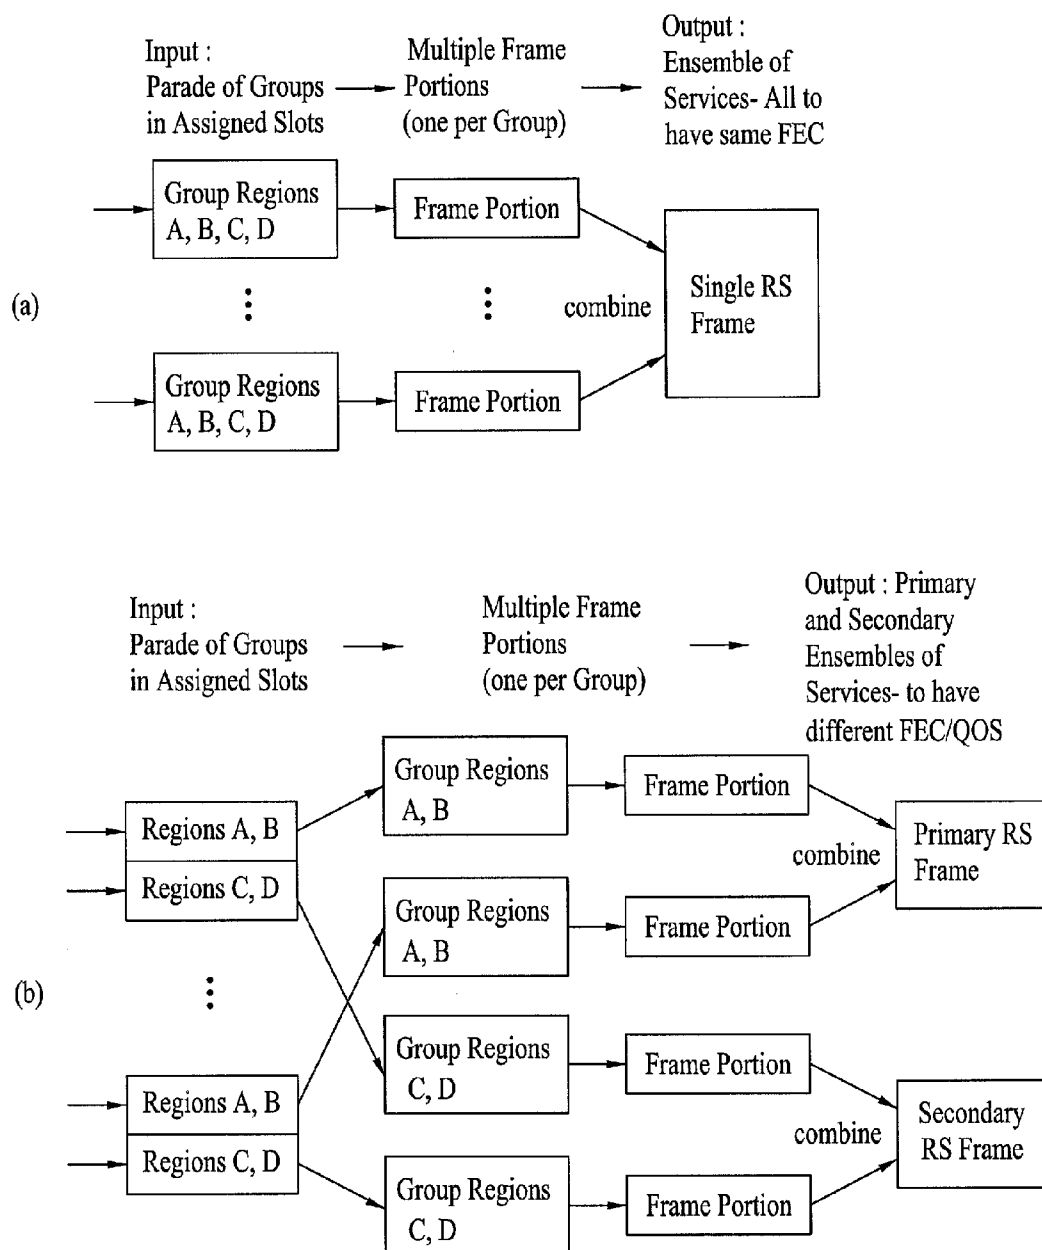 Input :
Parade of Groups
in Assigned Slots
Multiple Frame
Portions
(one per Group)
Output :
Ensemble of
Services- All to
have same FEC
(a)
Group Regions
A, B, C, D
Frame Portion
combine
Single RS
Frame
Group Regions
A, B, C, D
Frame Portion
Input :
Parade of Groups
in Assigned Slots
Multiple Frame
Portions
(one per Group)
Output : Primary
and Secondary
Ensembles of
Services- to have
different FEC/QOS
(b)
Regions A, B
Regions C, D
Group Regions
A, B
Frame Portion
combine
Primary RS
Frame
Group Regions
A, B
Frame Portion
Regions A, B
Regions C, D
Group Regions
C, D
Frame Portion
combine
Secondary
RS Frame
Group Regions
C, D
Frame Portion